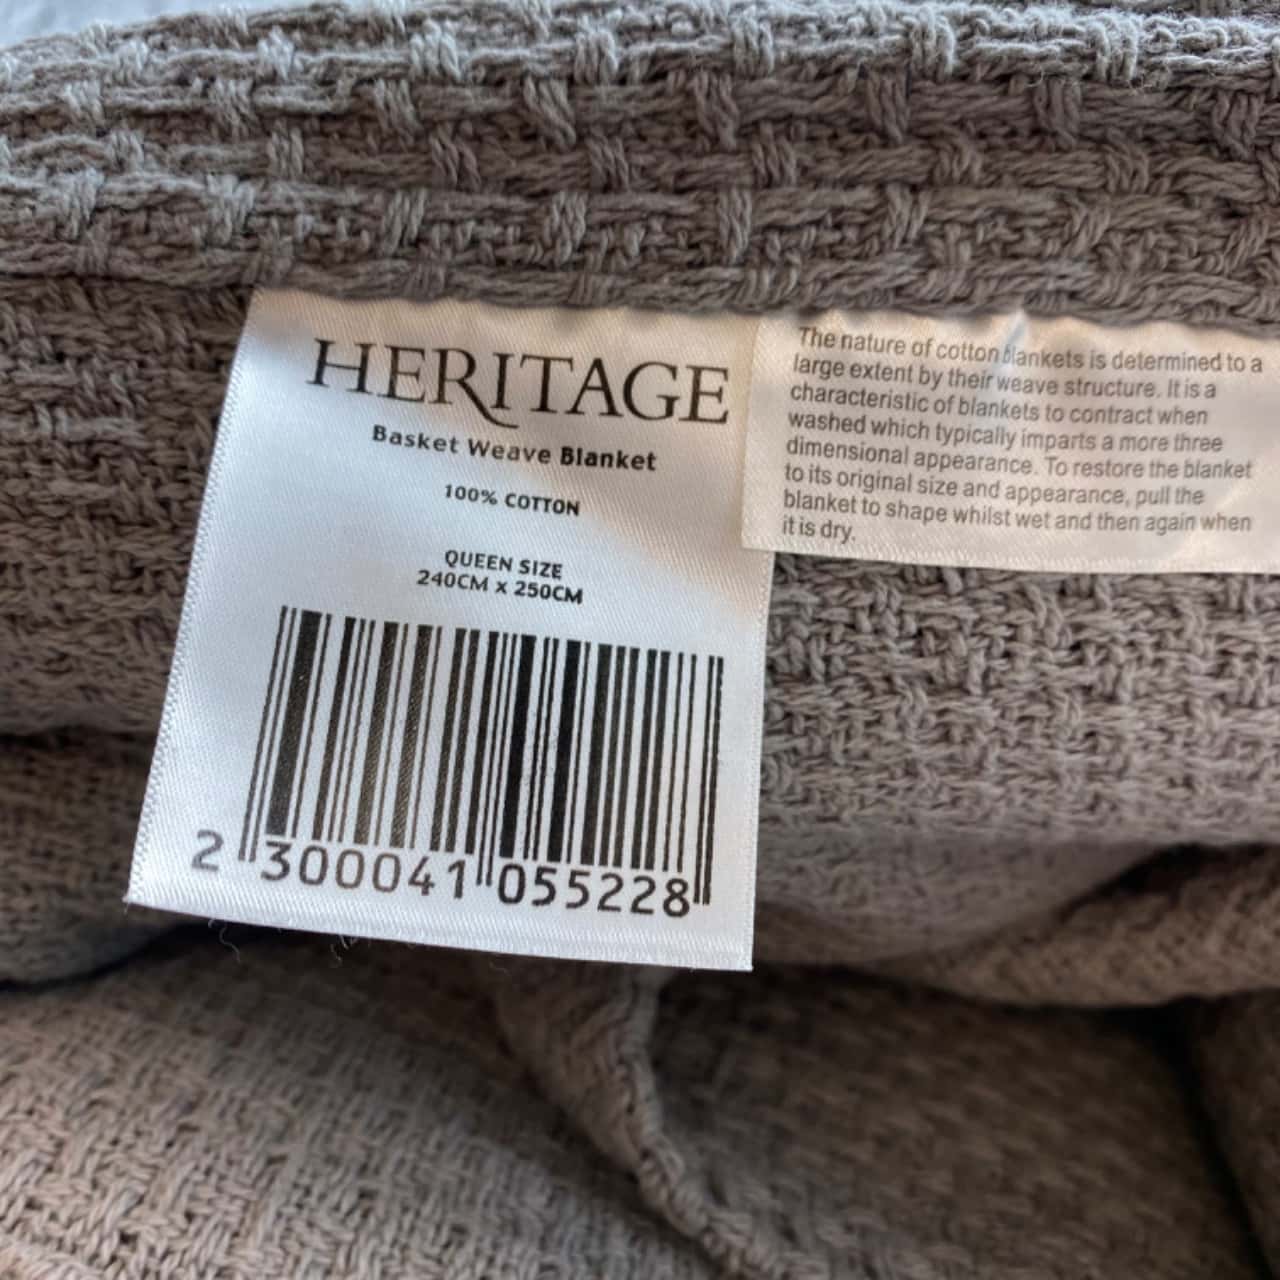 HERITAGE
Basket Weave Blanket
100% COTTON
QUEEN SIZE
240CM x 250CM
2 300041 055228
The nature of cotton blankets is determined to a
large extent by their weave structure. It is a
characteristic of blankets to contract when
washed which typically imparts a more three
dimensional appearance. To restore the blanket
to its original size and appearance, pull the
blanket to shape whilst wet and then again when
it is dry.